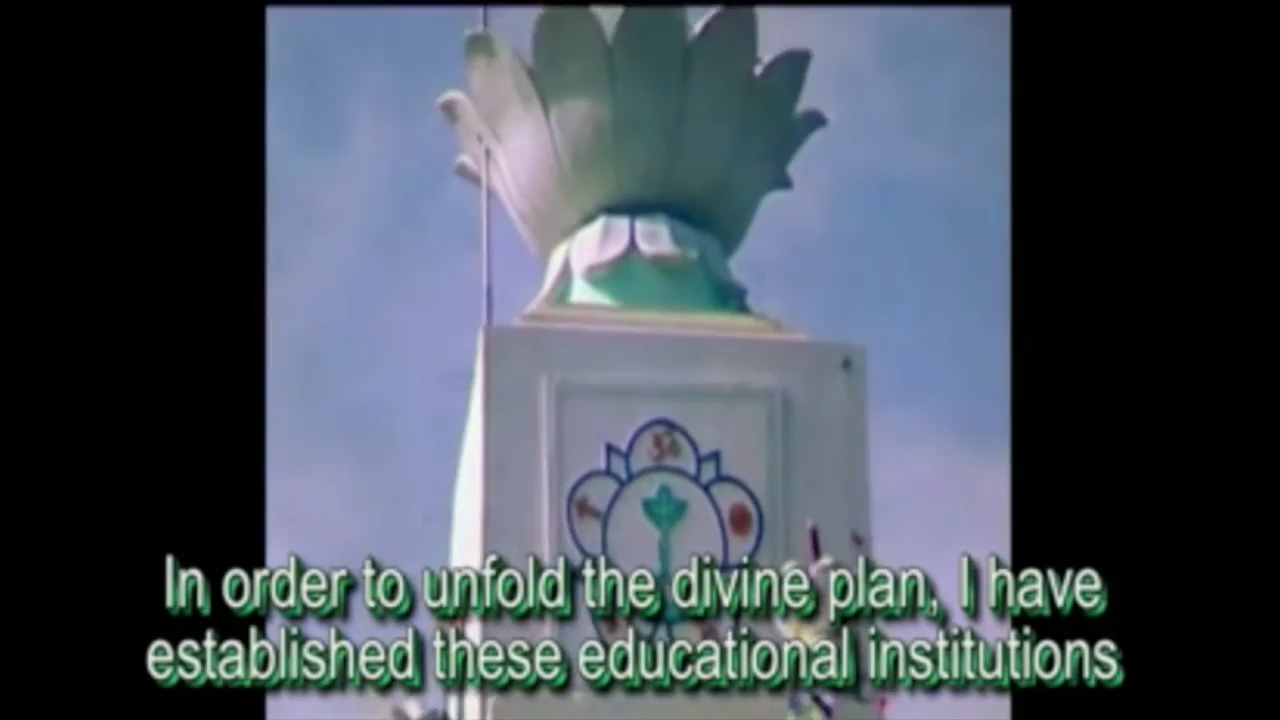 ॐ
In order to unfold the divine plan, I have
established these educational institutions